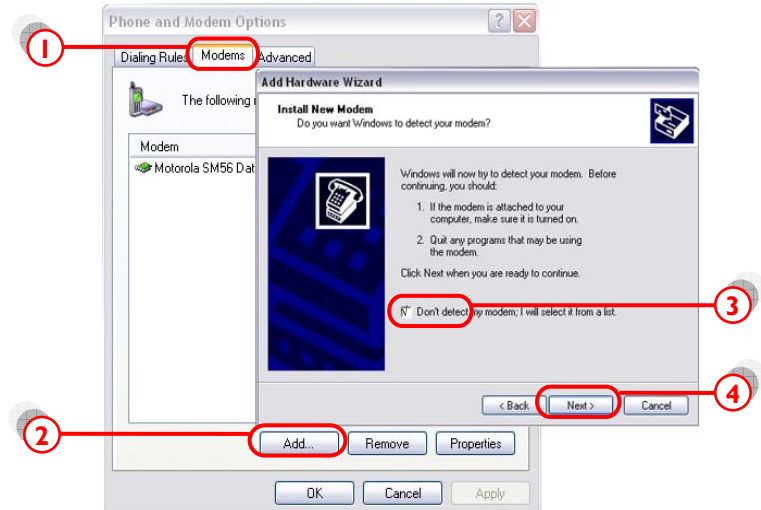 Phone and Modem Options
1
Dialing Rules Modems Advanced
The following
Modem
Motorola SM56 Dat
Add Hardware Wizard
Install New Modem
Do you want Windows to detect your modem?
Windows will now try to detect your modem. Before
continuing, you should:
1. If the modem is attached to your
computer, make sure it is turned on.
2. Quit any programs that may be using
the modem.
Click Next when you are ready to continue.
Don't detect my modem; I will select it from a list.
3
< Back Next > Cancel
4
2
Add... Remove Properties
OK Cancel Apply